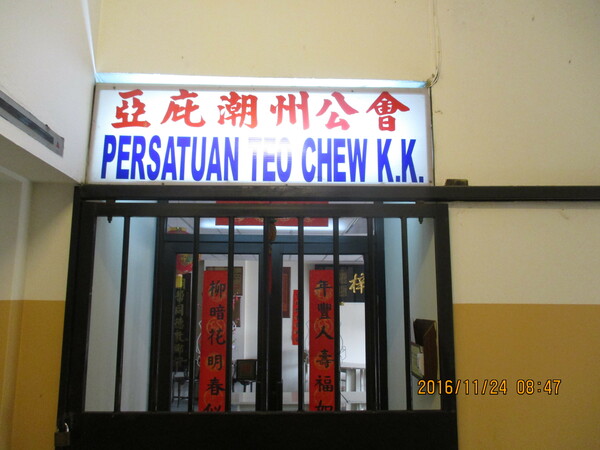 亞庇潮州公會
PERSATUAN TEO CHEW K.K.
柳暗花明春
年豐人壽福如
2016/11/24 08:47